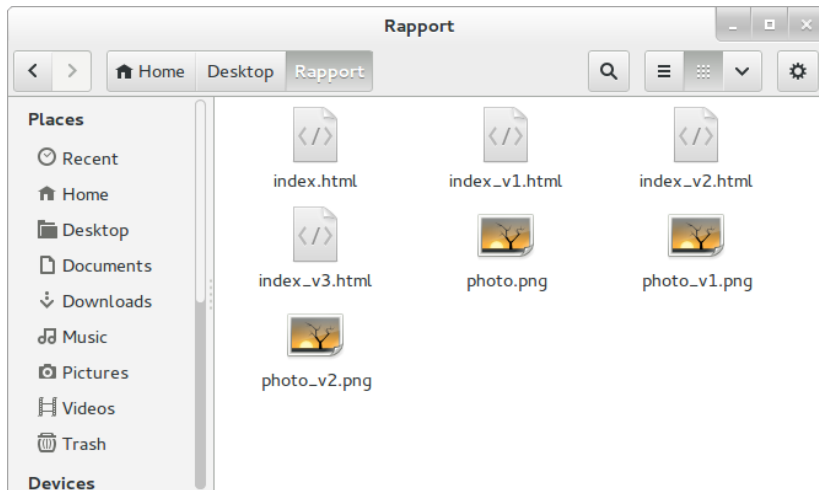 Rapport
Home Desktop Rapport
Places
Recent
Home
Desktop
Documents
Downloads
Music
Pictures
Videos
Trash
Devices
index.html index_v1.html index_v2.html
index_v3.html photo.png photo_v1.png
photo_v2.png